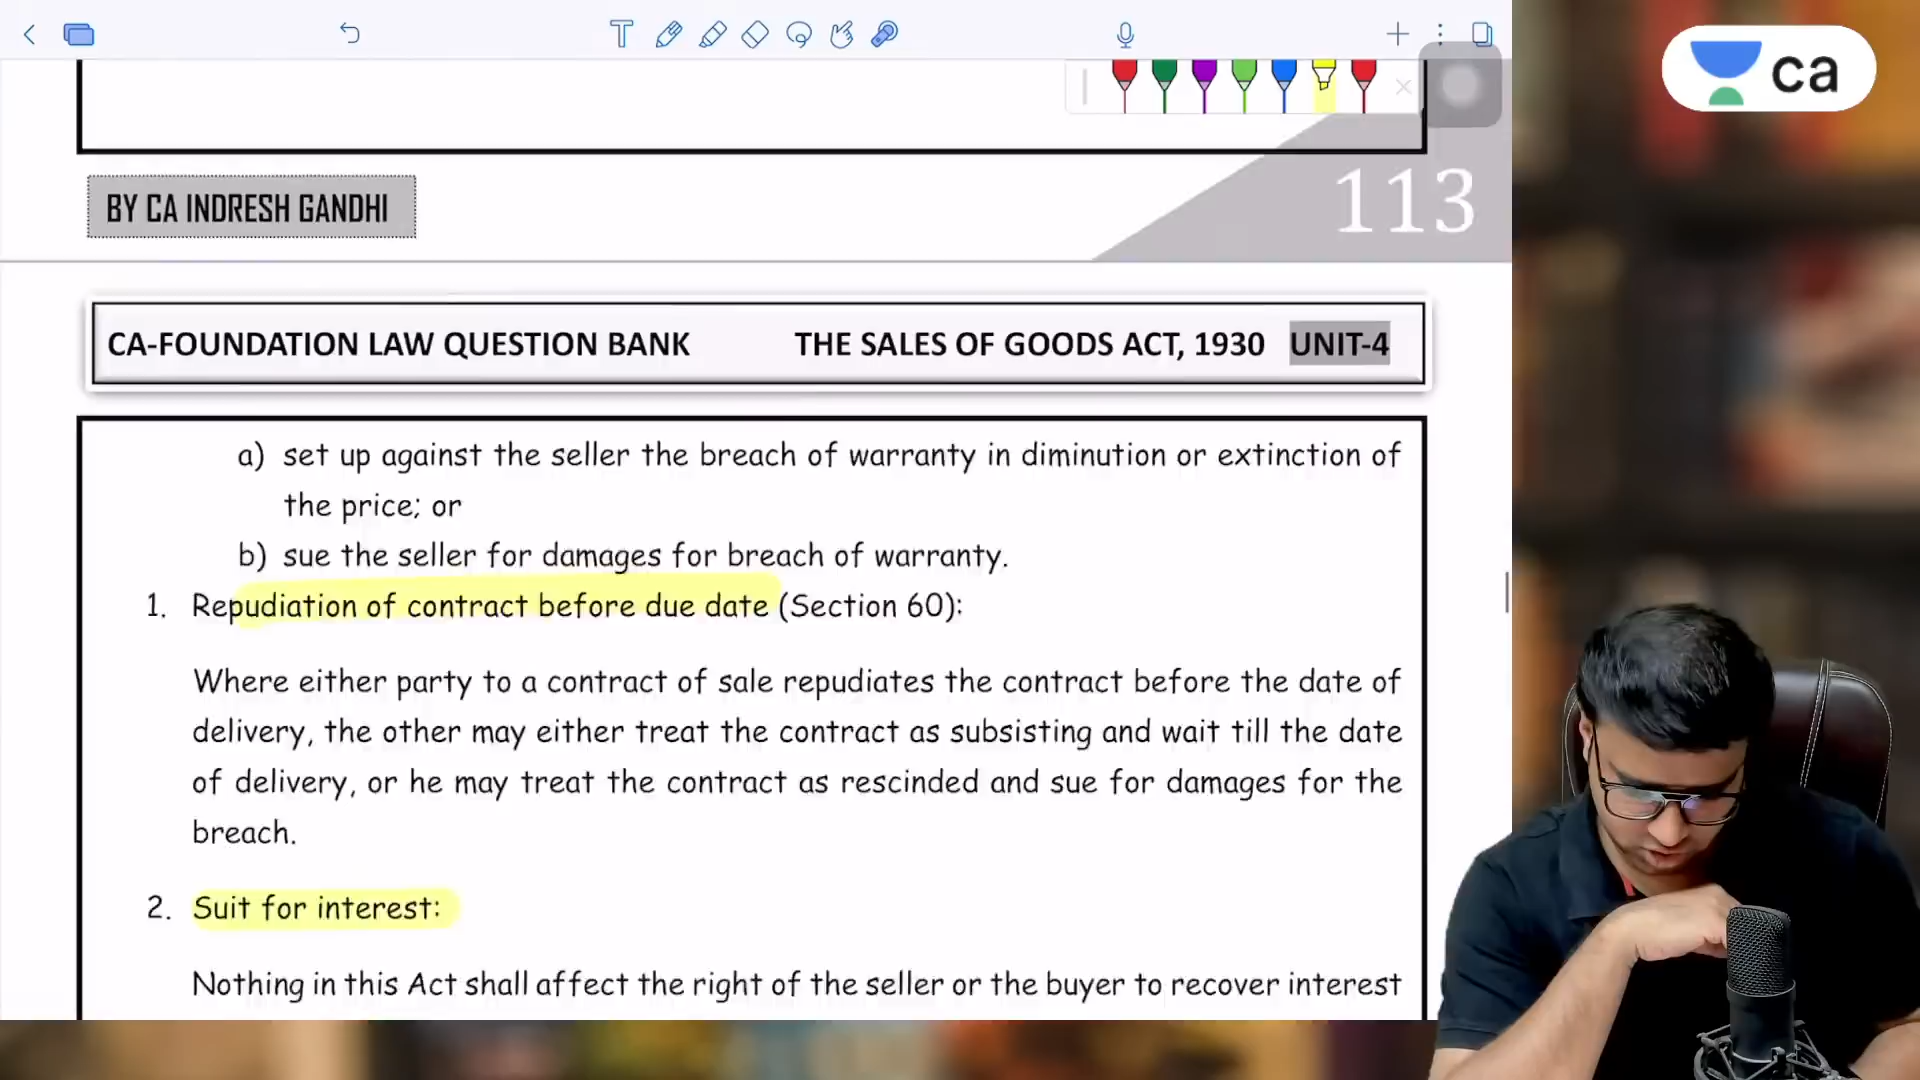 ca
BY CA INDRESH GANDHI
113
CA-FOUNDATION LAW QUESTION BANK THE SALES OF GOODS ACT, 1930 UNIT-4
a) set up against the seller the breach of warranty in diminution or extinction of
the price; or
b) sue the seller for damages for breach of warranty.
1. Repudiation of contract before due date (Section 60):
Where either party to a contract of sale repudiates the contract before the date of
delivery, the other may either treat the contract as subsisting and wait till the date
of delivery, or he may treat the contract as rescinded and sue for damages for the
breach.
2. Suit for interest:
Nothing in this Act shall affect the right of the seller or the buyer to recover interest